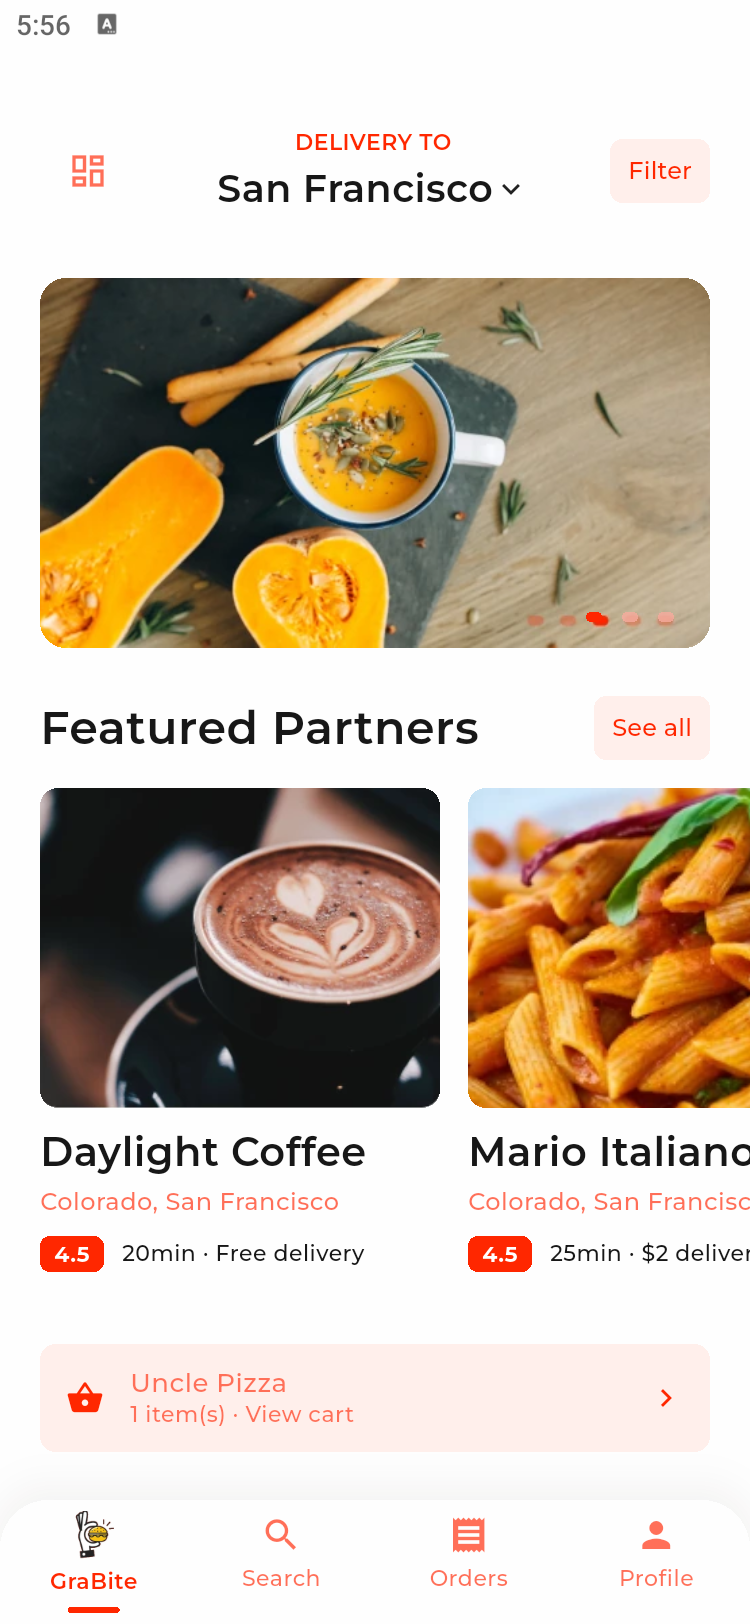 5:56
A
DELIVERY TO
San Francisco
Filter
Featured Partners
See all
Daylight Coffee
Colorado, San Francisco
4.5 20min · Free delivery
Mario Italiano
Colorado, San Francisc
4.5 25min · $2 deliver
Uncle Pizza
1 item(s) · View cart
GraBite
Search
Orders
Profile